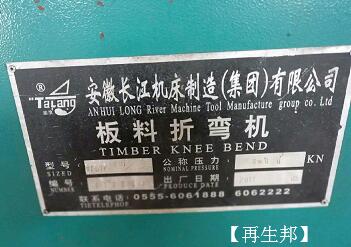 ® 安徽长江机床制造(集团)有限公司
Talang ANHUI LONG River Machine Tool Manufacture group co. Ltd
板料折弯机
TIMBER KNEE BEND
型号 公称压力 KN
SIZED NOMINAL PRESSURE
编号 出厂日期
NUMBER PRODUCE DATE
联系电话: 0555-6061888 6062222
TIETELEPHOF
【再生邦】